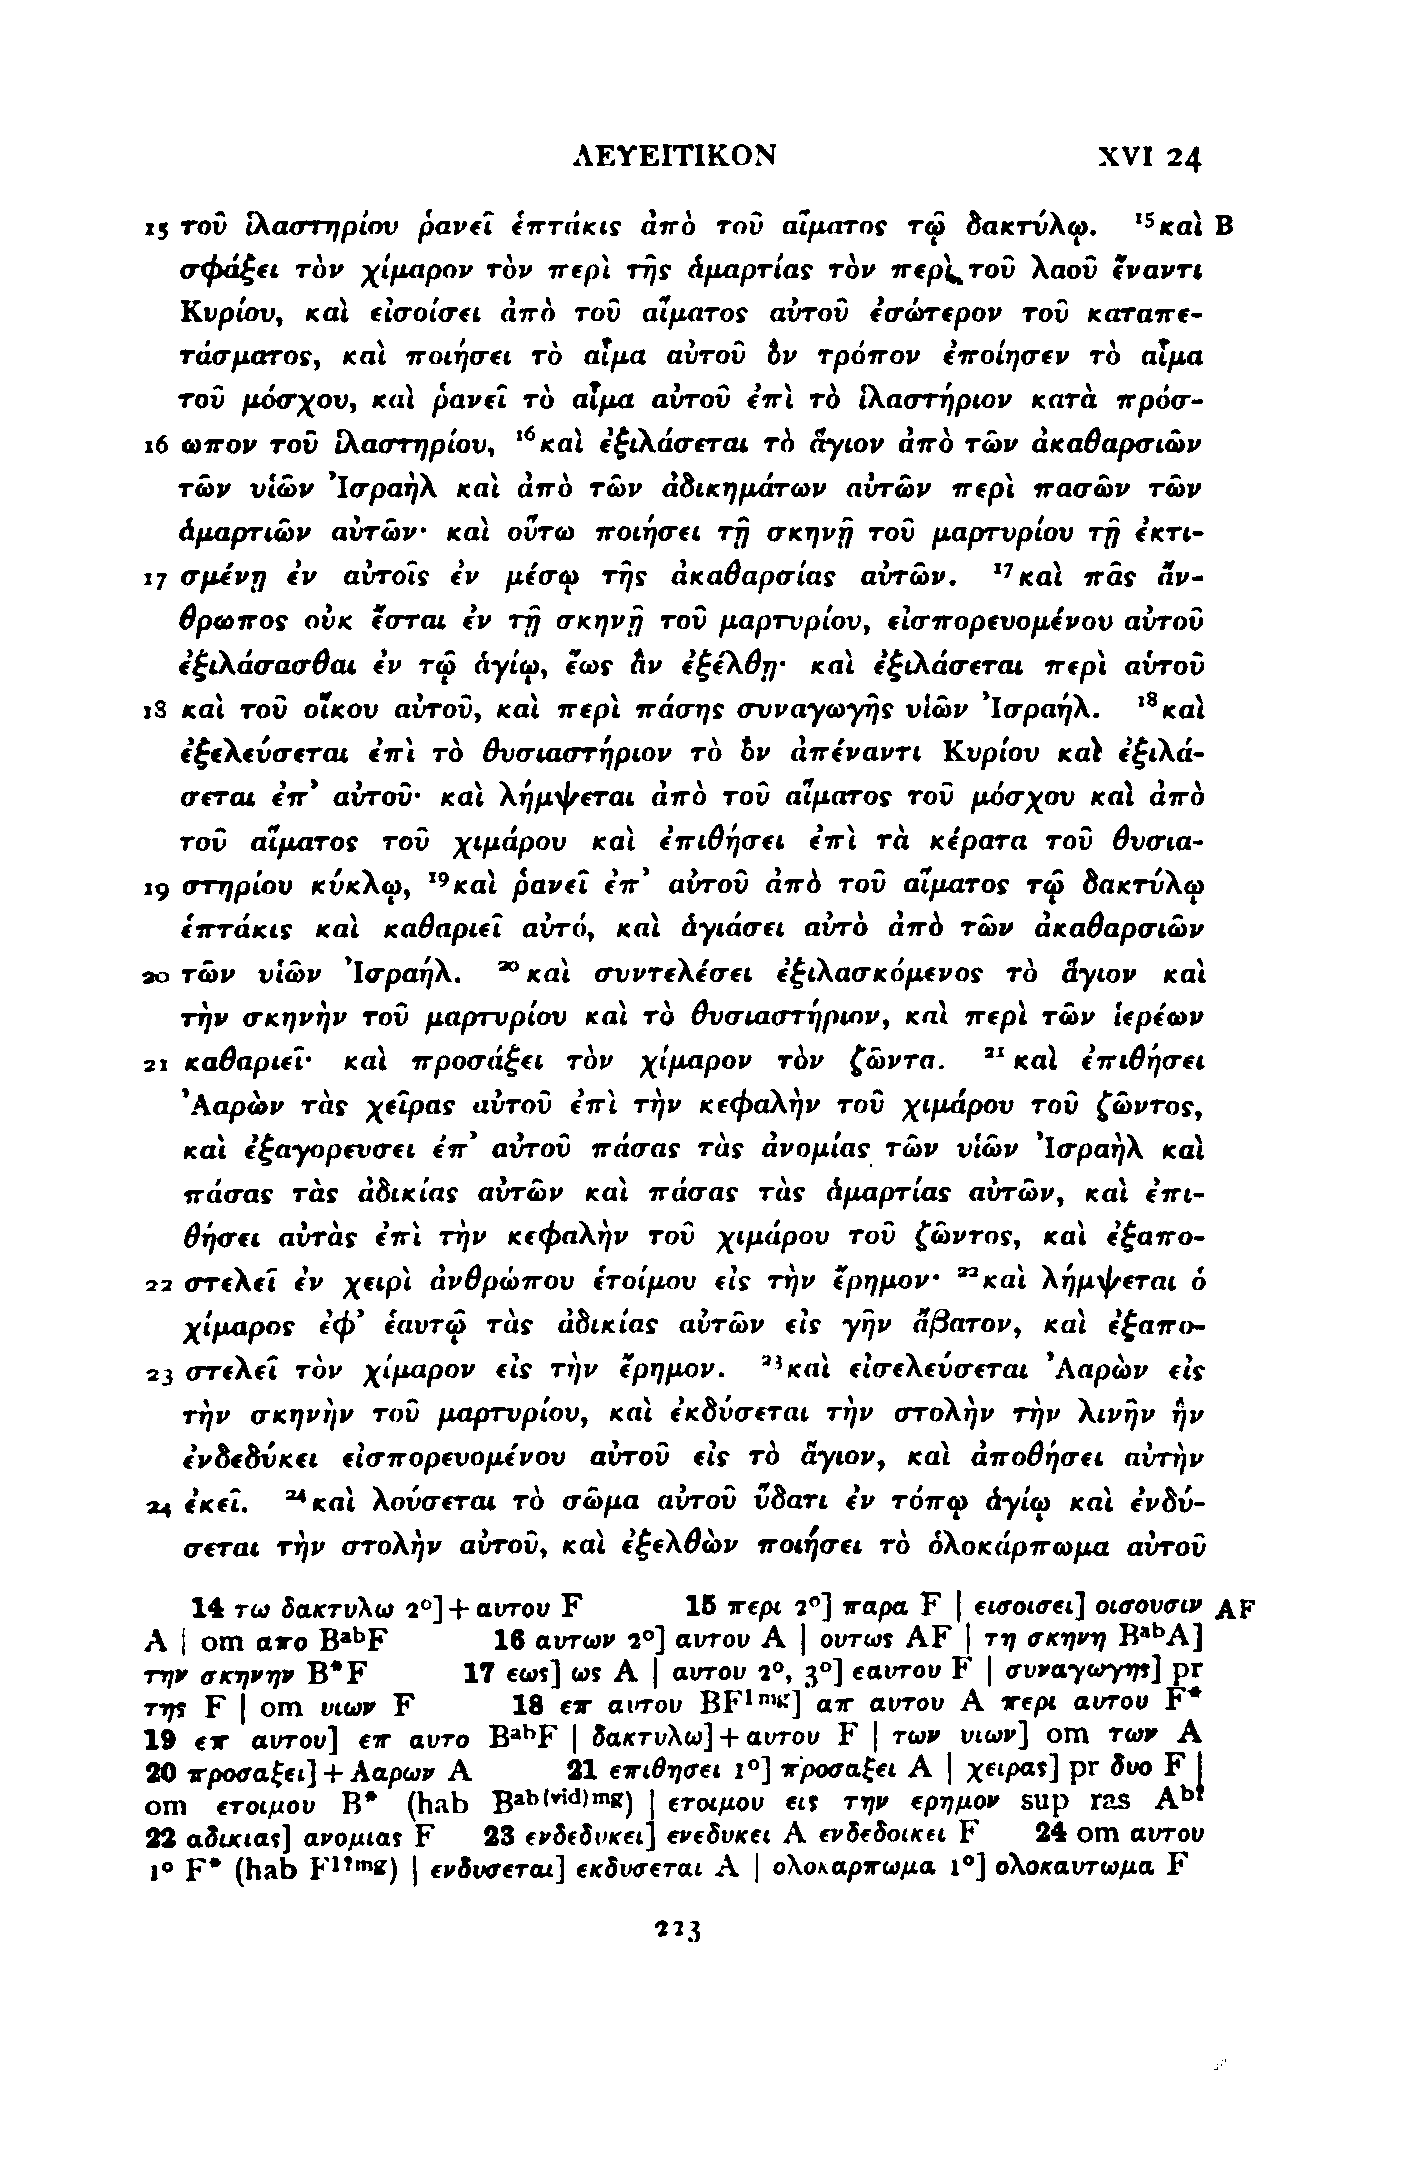 ΛΕΥΕΙΤΙΚΟΝ XVI 24
15 τοῦ ἱλαστηρίου ῥανεῖ ἑπτάκις ἀπὸ τοῦ αἵματος τῷ δακτύλῳ. ¹⁵καὶ B
σφάξει τὸν χίμαρον τὸν περὶ τῆς ἁμαρτίας τὸν περὶ τοῦ λαοῦ ἔναντι
Κυρίου, καὶ εἰσοίσει ἀπὸ τοῦ αἵματος αὐτοῦ ἐσώτερον τοῦ καταπε-
τάσματος, καὶ ποιήσει τὸ αἷμα αὐτοῦ ὃν τρόπον ἐποίησεν τὸ αἷμα
τοῦ μόσχου, καὶ ῥανεῖ τὸ αἷμα αὐτοῦ ἐπὶ τὸ ἱλαστήριον κατὰ πρόσ-
16 ωπον τοῦ ἱλαστηρίου, ¹⁶καὶ ἐξιλάσεται τὸ ἅγιον ἀπὸ τῶν ἀκαθαρσιῶν
τῶν υἱῶν Ἰσραὴλ καὶ ἀπὸ τῶν ἀδικημάτων αὐτῶν περὶ πασῶν τῶν
ἁμαρτιῶν αὐτῶν· καὶ οὕτω ποιήσει τῇ σκηνῇ τοῦ μαρτυρίου τῇ ἐκτι-
17 σμένῃ ἐν αὐτοῖς ἐν μέσῳ τῆς ἀκαθαρσίας αὐτῶν. ¹⁷καὶ πᾶς ἄν-
θρωπος οὐκ ἔσται ἐν τῇ σκηνῇ τοῦ μαρτυρίου, εἰσπορευομένου αὐτοῦ
ἐξιλάσασθαι ἐν τῷ ἁγίῳ, ἕως ἂν ἐξέλθῃ· καὶ ἐξιλάσεται περὶ αὑτοῦ
18 καὶ τοῦ οἴκου αὐτοῦ, καὶ περὶ πάσης συναγωγῆς υἱῶν Ἰσραήλ. ¹⁸καὶ
ἐξελεύσεται ἐπὶ τὸ θυσιαστήριον τὸ ὂν ἀπέναντι Κυρίου καὶ ἐξιλά-
σεται ἐπ’ αὐτοῦ· καὶ λήμψεται ἀπὸ τοῦ αἵματος τοῦ μόσχου καὶ ἀπὸ
τοῦ αἵματος τοῦ χιμάρου καὶ ἐπιθήσει ἐπὶ τὰ κέρατα τοῦ θυσια-
19 στηρίου κύκλῳ, ¹⁹καὶ ῥανεῖ ἐπ’ αὐτοῦ ἀπὸ τοῦ αἵματος τῷ δακτύλῳ
ἑπτάκις καὶ καθαριεῖ αὐτό, καὶ ἁγιάσει αὐτὸ ἀπὸ τῶν ἀκαθαρσιῶν
20 τῶν υἱῶν Ἰσραήλ. ²⁰καὶ συντελέσει ἐξιλασκόμενος τὸ ἅγιον καὶ
τὴν σκηνὴν τοῦ μαρτυρίου καὶ τὸ θυσιαστήριον, καὶ περὶ τῶν ἱερέων
21 καθαριεῖ· καὶ προσάξει τὸν χίμαρον τὸν ζῶντα. ²¹καὶ ἐπιθήσει
Ἀαρὼν τὰς χεῖρας αὐτοῦ ἐπὶ τὴν κεφαλὴν τοῦ χιμάρου τοῦ ζῶντος,
καὶ ἐξαγορευσει ἐπ’ αὐτοῦ πάσας τὰς ἀνομίας τῶν υἱῶν Ἰσραὴλ καὶ
πάσας τὰς ἀδικίας αὐτῶν καὶ πάσας τὰς ἁμαρτίας αὐτῶν, καὶ ἐπι-
θήσει αὐτὰς ἐπὶ τὴν κεφαλὴν τοῦ χιμάρου τοῦ ζῶντος, καὶ ἐξαπο-
22 στελεῖ ἐν χειρὶ ἀνθρώπου ἑτοίμου εἰς τὴν ἔρημον· ²²καὶ λήμψεται ὁ
χίμαρος ἐφ’ ἑαυτῷ τὰς ἀδικίας αὐτῶν εἰς γῆν ἄβατον, καὶ ἐξαπο-
23 στελεῖ τὸν χίμαρον εἰς τὴν ἔρημον. ²³καὶ εἰσελεύσεται Ἀαρὼν εἰς
τὴν σκηνὴν τοῦ μαρτυρίου, καὶ ἐκδύσεται τὴν στολὴν τὴν λινῆν ἣν
ἐνδεδύκει εἰσπορευομένου αὐτοῦ εἰς τὸ ἅγιον, καὶ ἀποθήσει αὐτὴν
24 ἐκεῖ. ²⁴καὶ λούσεται τὸ σῶμα αὐτοῦ ὕδατι ἐν τόπῳ ἁγίῳ καὶ ἐνδύ-
σεται τὴν στολὴν αὐτοῦ, καὶ ἐξελθὼν ποιήσει τὸ ὁλοκάρπωμα αὐτοῦ
14 τω δακτυλω 2°]+αυτου F 15 περι 2°] παρα F | εισοισει] οισουσιν AF
A | om απο BᵃᵇF 16 αυτων 2°] αυτου A | ουτως AF | τη σκηνη BᵃᵇA]
την σκηνην B*F 17 εως] ως A | αυτου 2°, 3°] εαυτου F | συναγωγης] pr
της F | om υιων F 18 επ αυτου BF¹ᵐᵍ] απ αυτου A περι αυτου F*
19 επ αυτου] επ αυτο BᵃᵇF | δακτυλω]+αυτου F | των υιων] om των A
20 προσαξει]+Ααρων A 21 επιθησει 1°] προσαξει A | χειρας] pr δυο F |
om ετοιμου B* (hab Bᵃᵇ⁽ᵛⁱᵈ⁾ᵐᵍ) | ετοιμου εις την ερημον sup ras Aᵇ?
22 αδικιας] ανομιας F 23 ενδεδυκει] ενεδυκει A ενδεδοικει F 24 om αυτου
1° F* (hab F¹?ᵐᵍ) | ενδυσεται] εκδυσεται A | ολοκαρπωμα 1°] ολοκαυτωμα F
223